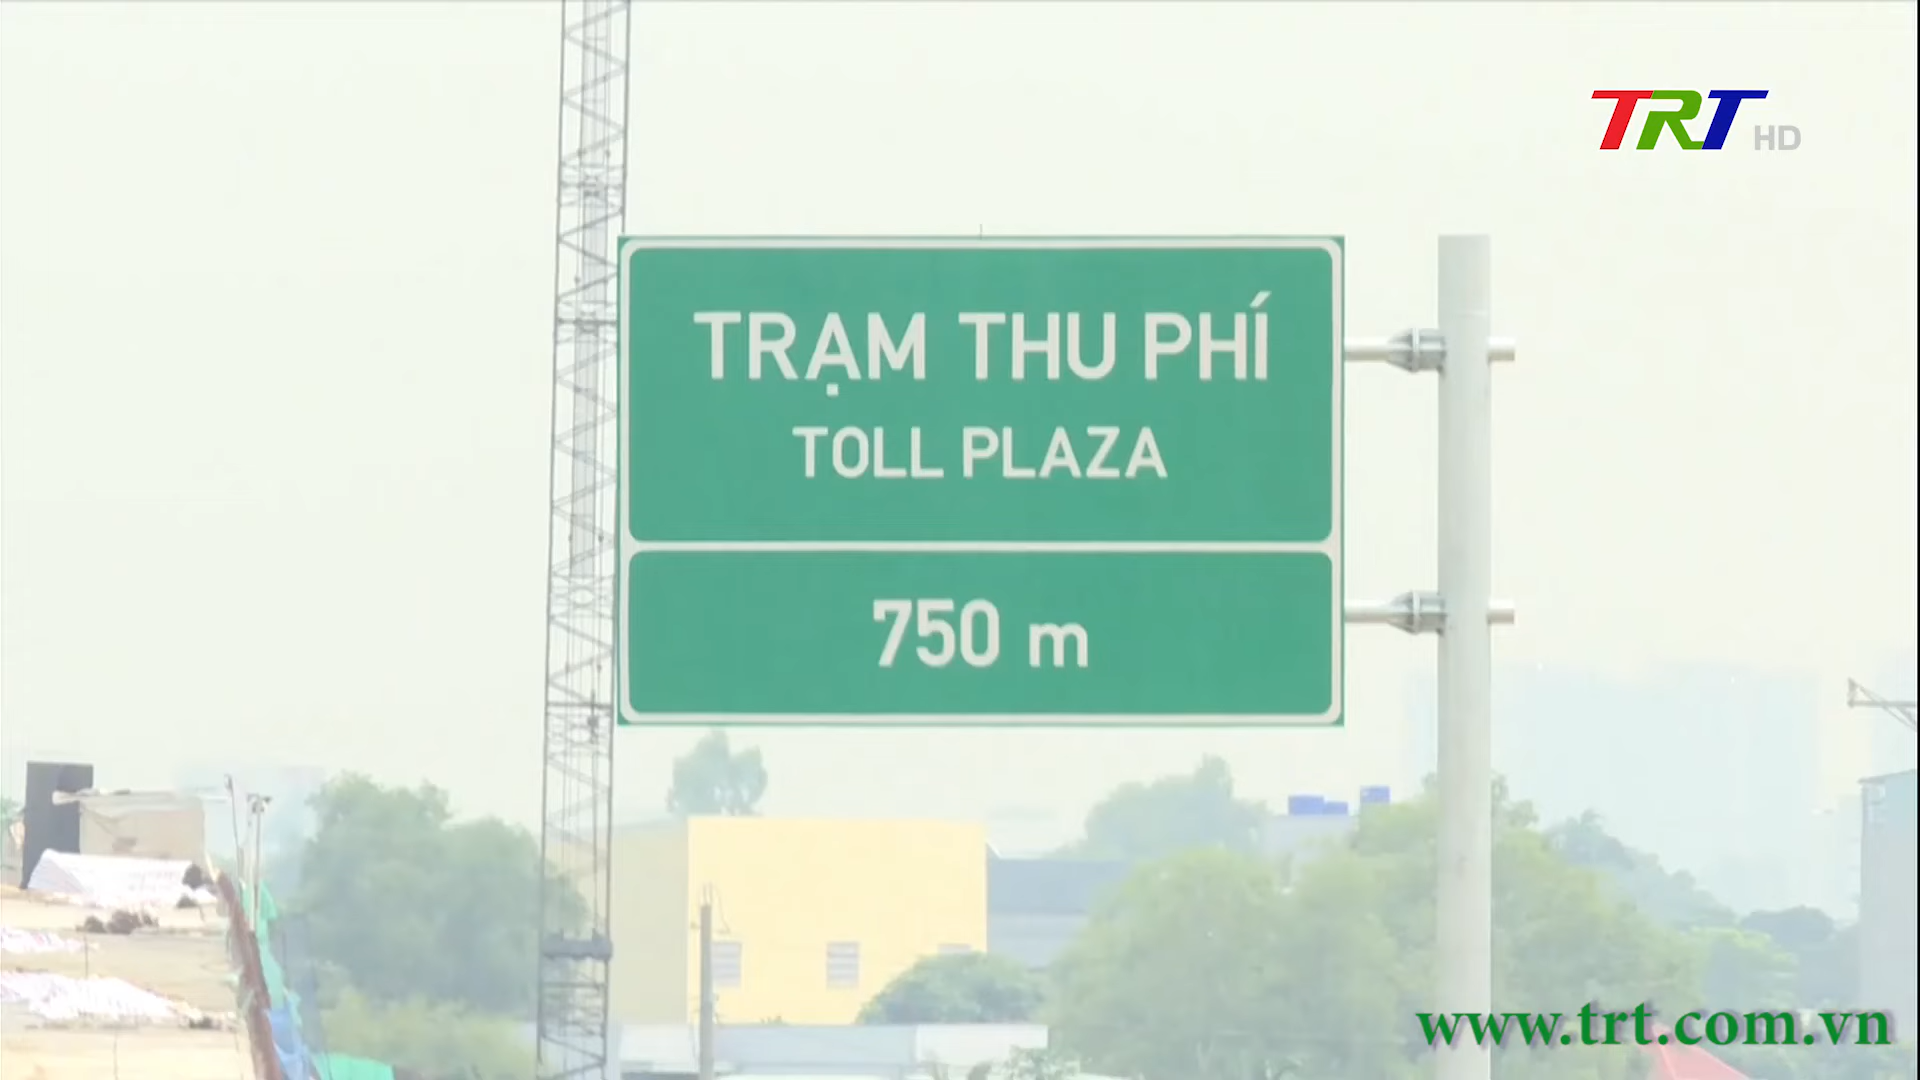 TRT HD
TRẠM THU PHÍ
TOLL PLAZA
750 m
www.trt.com.vn